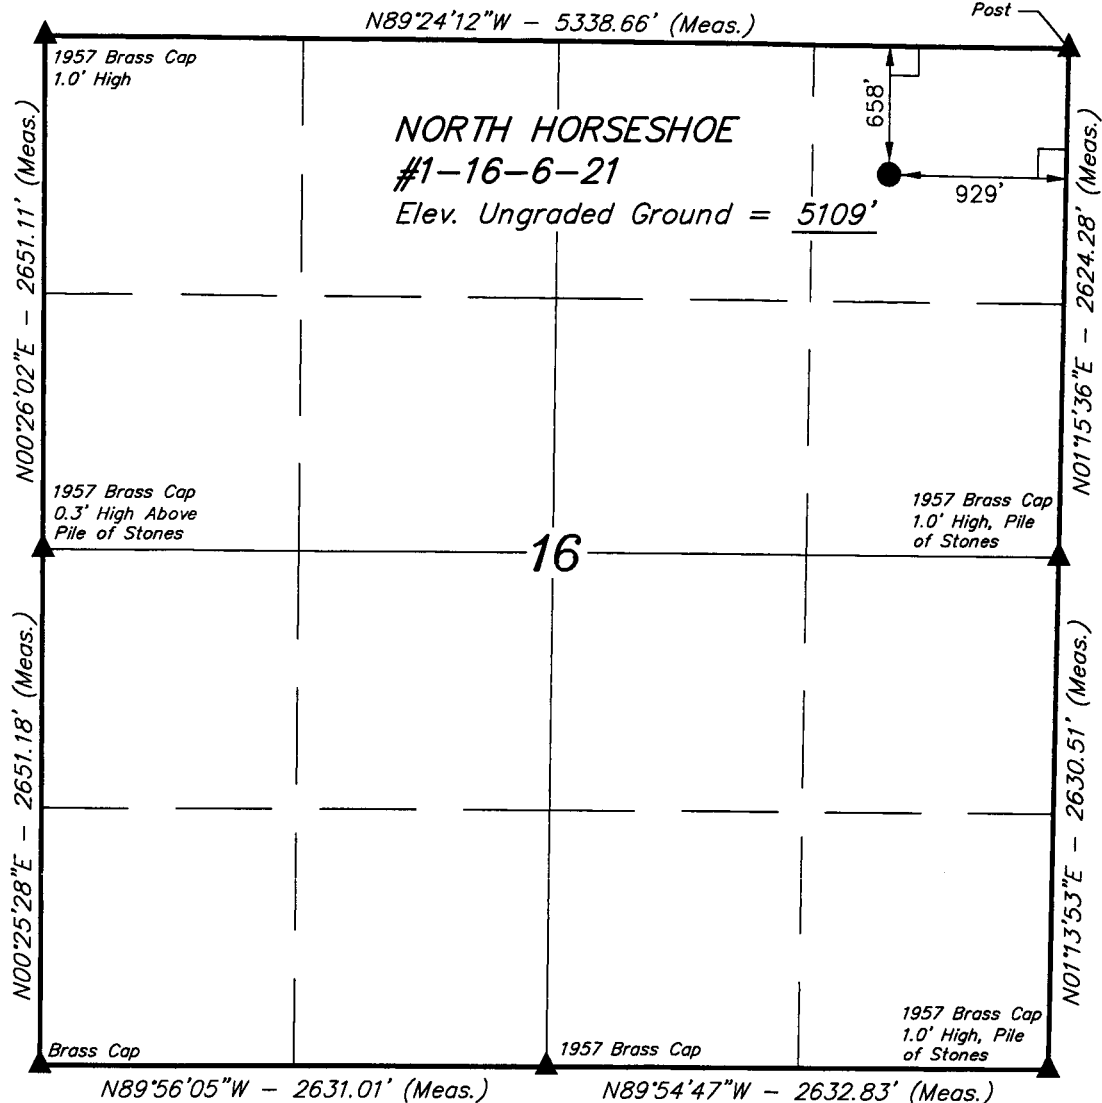 N89°24'12"W - 5338.66' (Meas.)
Post
1957 Brass Cap
1.0' High
NORTH HORSESHOE
#1-16-6-21
Elev. Ungraded Ground = 5109'
658'
929'
N00°26'02"E - 2651.11' (Meas.)
N01°15'36"E - 2624.28' (Meas.)
1957 Brass Cap
0.3' High Above
Pile of Stones
1957 Brass Cap
1.0' High, Pile
of Stones
16
N00°25'28"E - 2651.18' (Meas.)
N01°13'53"E - 2630.51' (Meas.)
Brass Cap
1957 Brass Cap
1957 Brass Cap
1.0' High, Pile
of Stones
N89°56'05"W - 2631.01' (Meas.)
N89°54'47"W - 2632.83' (Meas.)